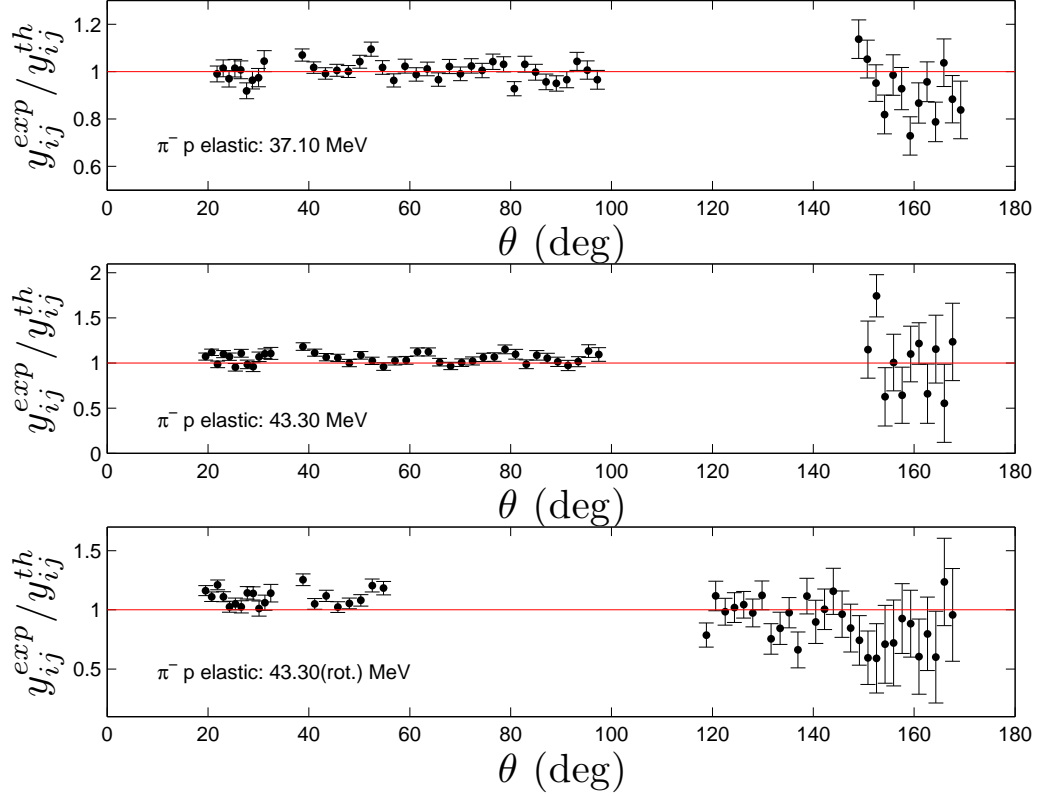 1.2
1
0.8
0.6
y_{ij}^{exp}/y_{ij}^{th}
π⁻ p elastic: 37.10 MeV
0 20 40 60 80 100 120 140 160 180
θ (deg)
2
1.5
1
0.5
0
y_{ij}^{exp}/y_{ij}^{th}
π⁻ p elastic: 43.30 MeV
0 20 40 60 80 100 120 140 160 180
θ (deg)
1.5
1
0.5
y_{ij}^{exp}/y_{ij}^{th}
π⁻ p elastic: 43.30(rot.) MeV
0 20 40 60 80 100 120 140 160 180
θ (deg)